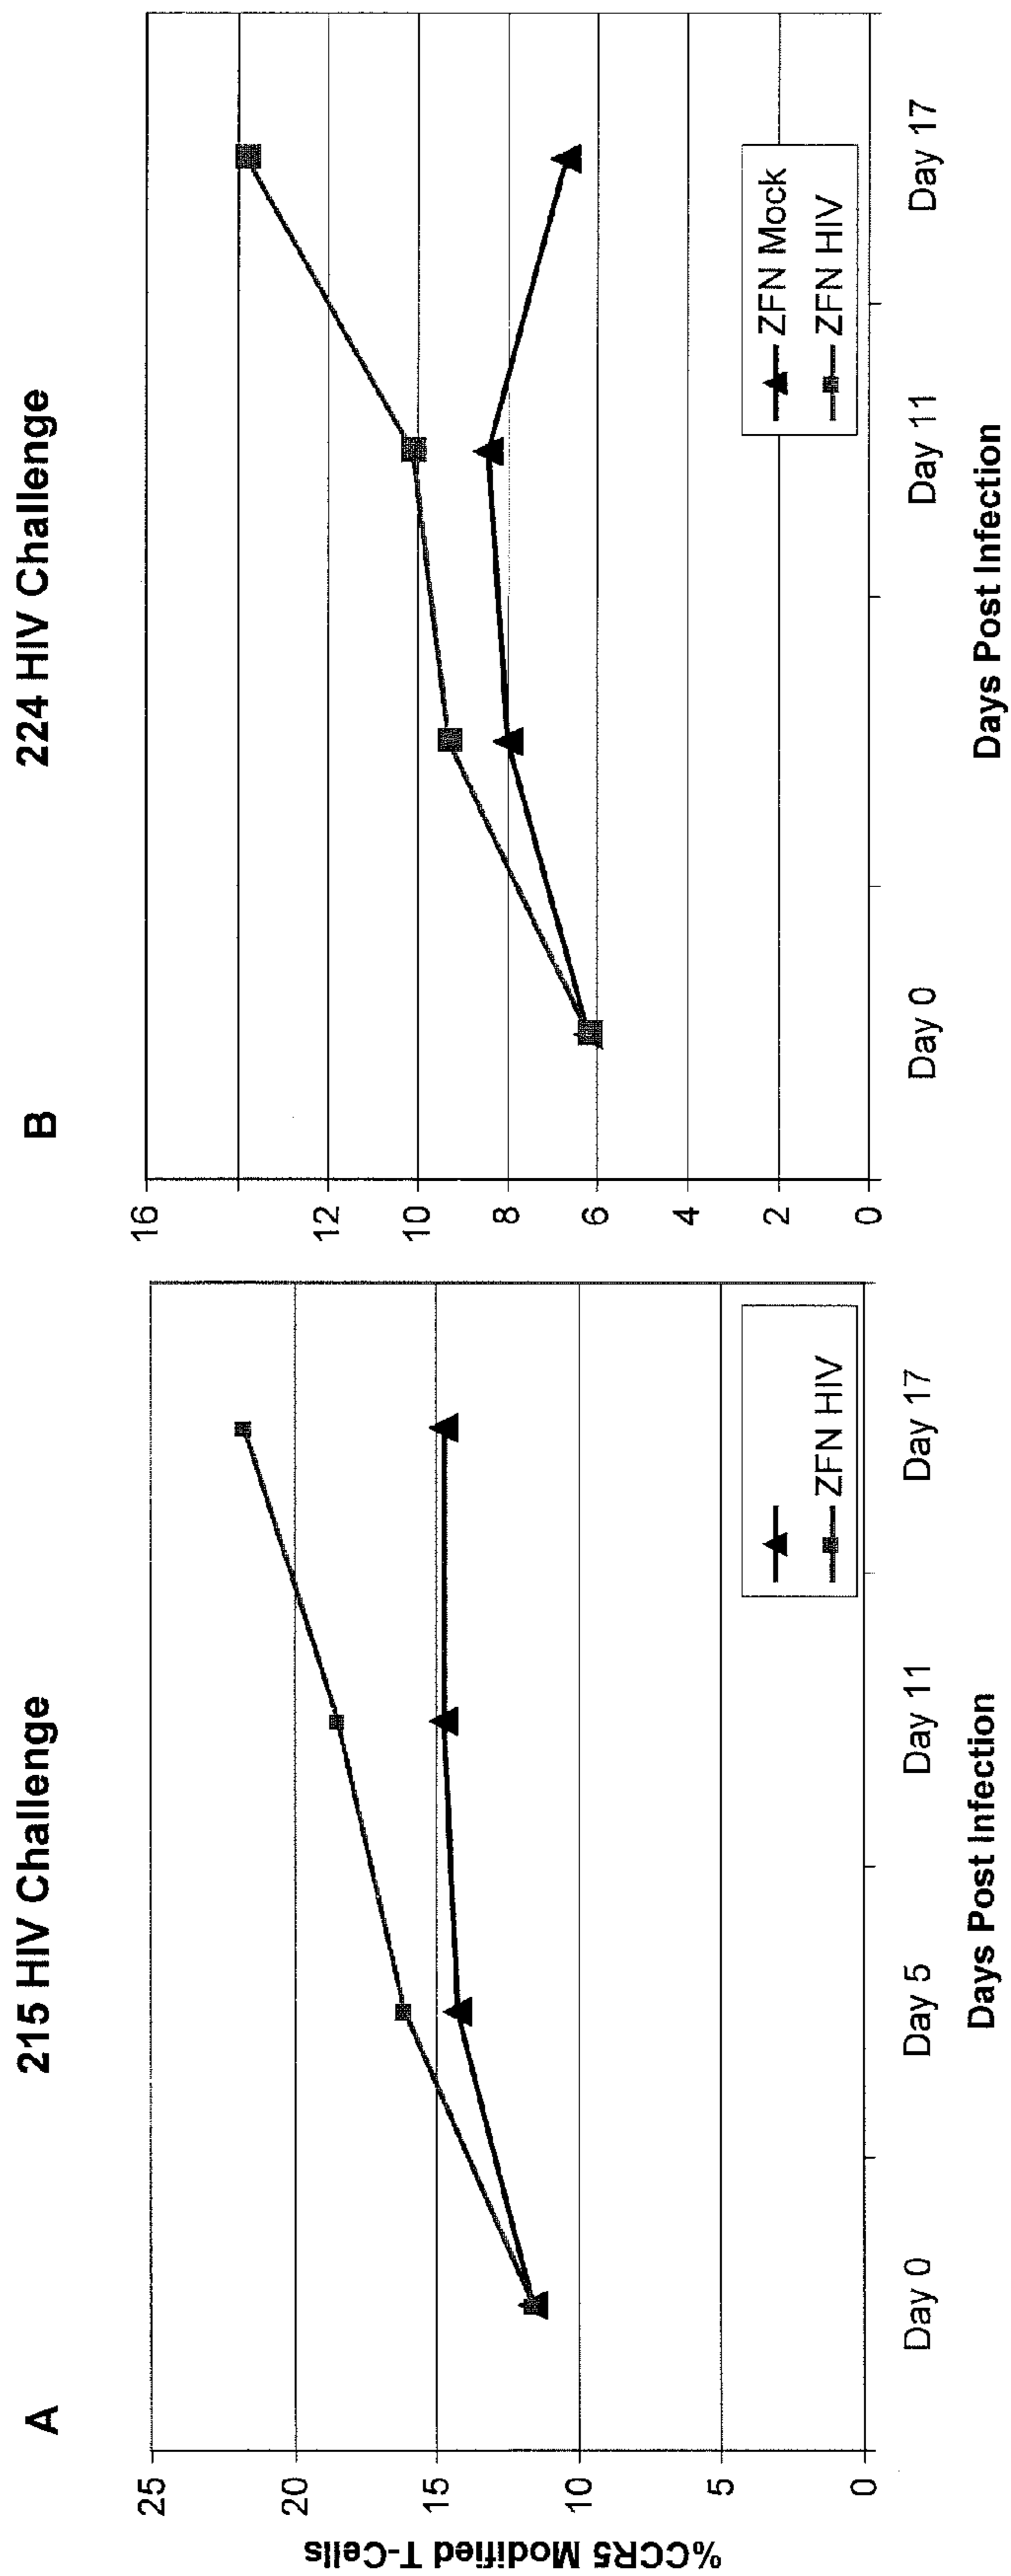 A
215 HIV Challenge
%CCR5 Modified T-Cells
25
20
15
10
5
0
Day 0
Day 5
Day 11
Day 17
Days Post Infection
ZFN HIV
B
224 HIV Challenge
16
12
10
8
6
4
2
0
Day 0
Day 11
Day 17
Days Post Infection
ZFN Mock
ZFN HIV